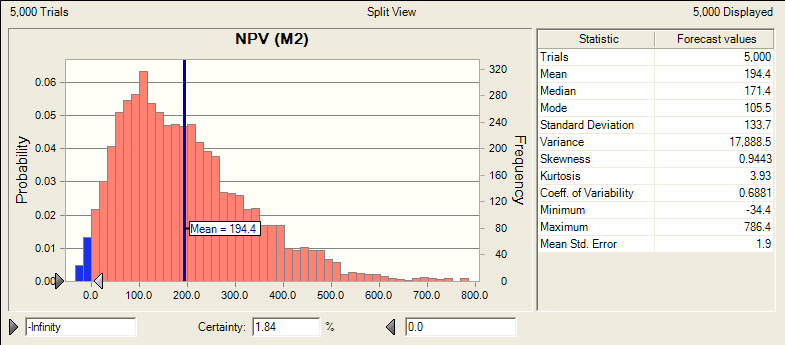 5,000 Trials Split View 5,000 Displayed
NPV (M2)
Probability
0.06
0.05
0.04
0.03
0.02
0.01
0.00
Mean = 194.4
320
280
240
200
160
120
80
40
0
Frequency
0.0 100.0 200.0 300.0 400.0 500.0 600.0 700.0 800.0
Statistic Forecast values
Trials 5,000
Mean 194.4
Median 171.4
Mode 105.5
Standard Deviation 133.7
Variance 17,888.5
Skewness 0.9443
Kurtosis 3.93
Coeff. of Variability 0.6881
Minimum -34.4
Maximum 786.4
Mean Std. Error 1.9
-Infinity Certainty: 1.84 % 0.0